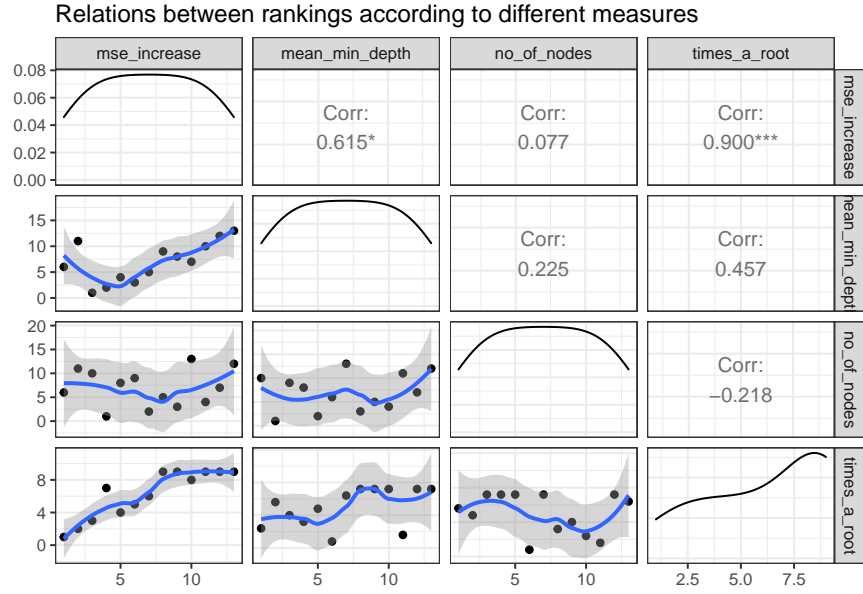 Relations between rankings according to different measures
mse_increase mean_min_depth no_of_nodes times_a_root
0.08
0.06
0.04
0.02
0.00
Corr:
0.615*
Corr:
0.077
Corr:
0.900***
mse_increase
15
10
5
0
Corr:
0.225
Corr:
0.457
mean_min_depth
20
15
10
5
0
Corr:
−0.218
no_of_nodes
8
4
0
times_a_root
5 10 5 10 5 10 2.5 5.0 7.5